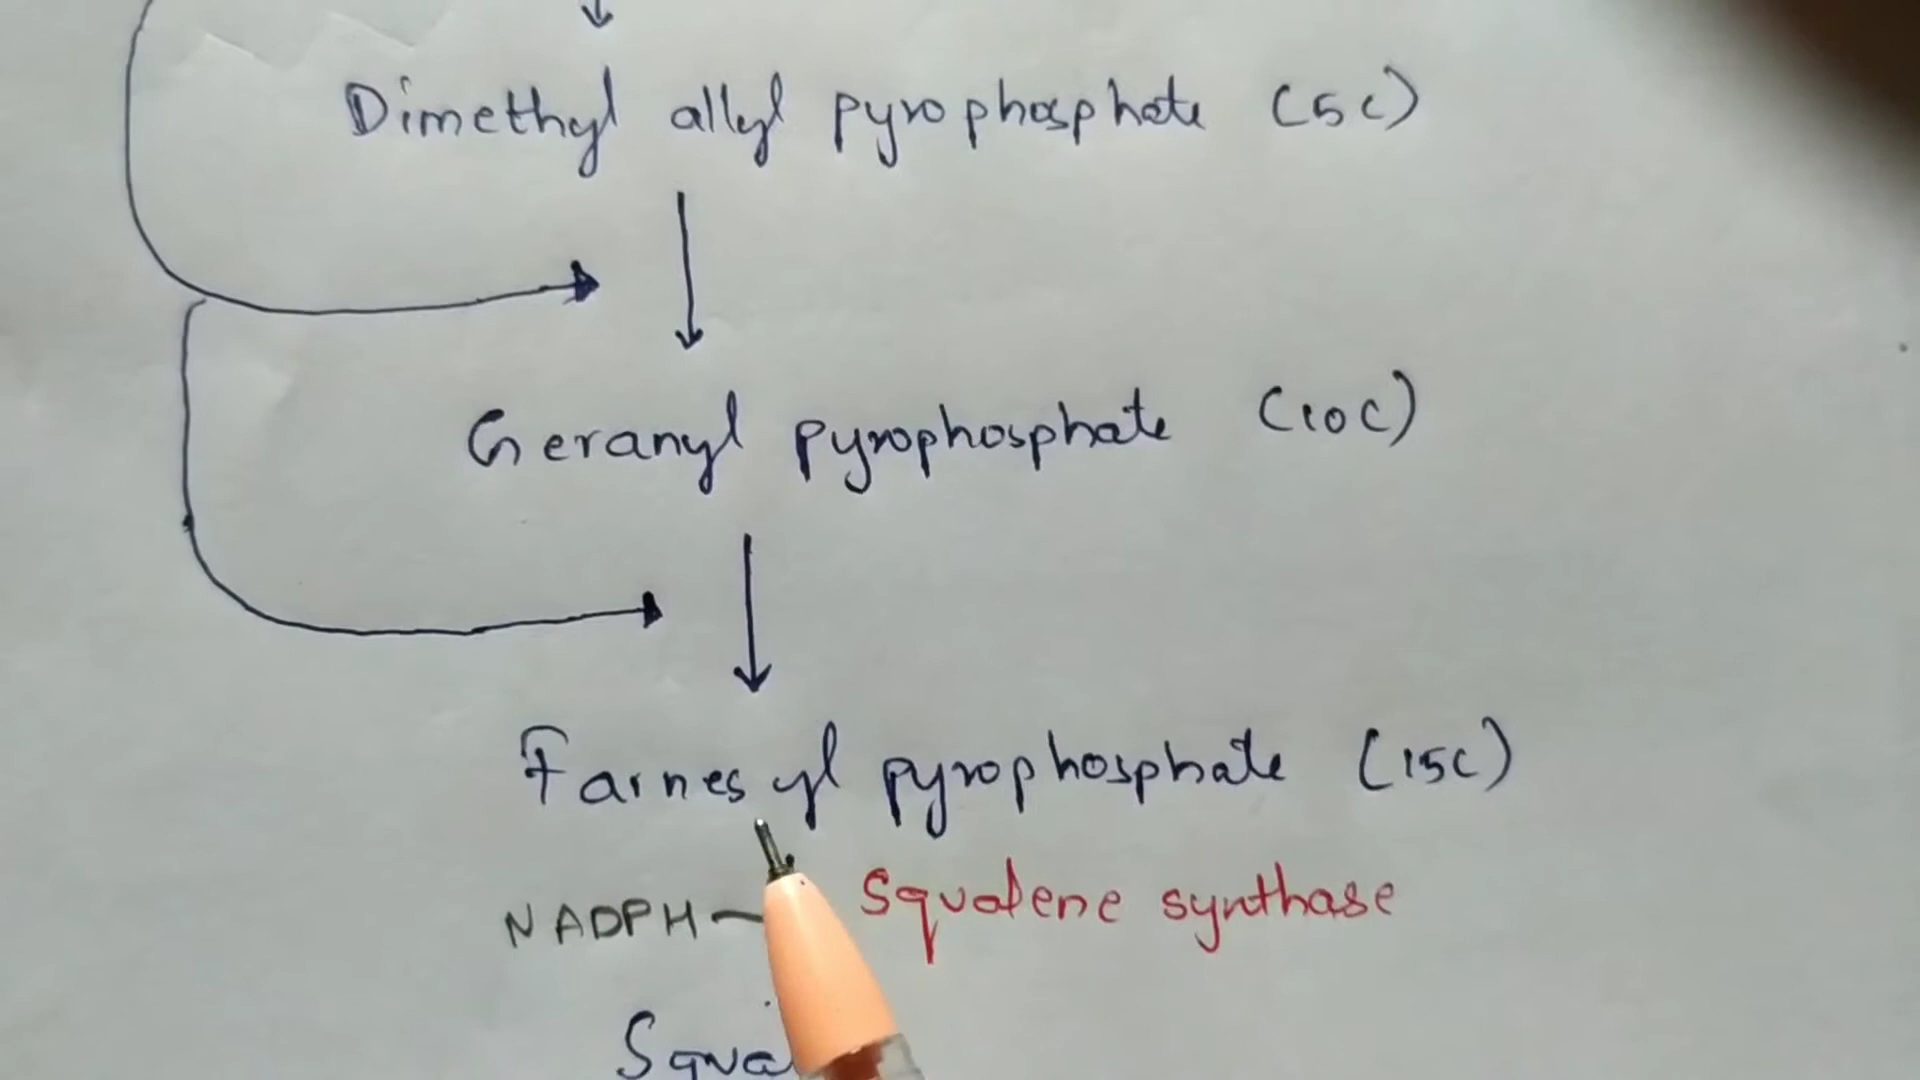 Dimethyl allyl pyrophosphate (5C)
Geranyl pyrophosphate (10C)
Farnesyl pyrophosphate (15C)
NADPH Squalene synthase